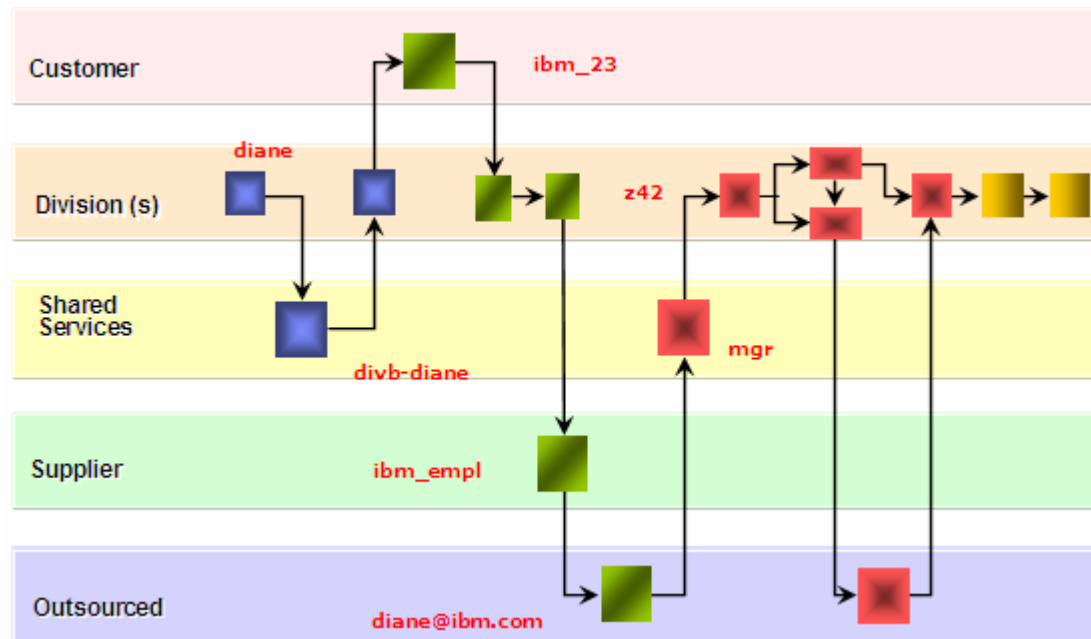 Customer
ibm_23
diane
Division (s)
z42
Shared
Services
mgr
divb-diane
Supplier
ibm_empl
Outsourced
diane@ibm.com